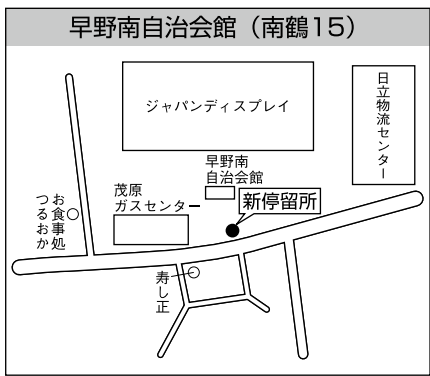 早野南自治会館（南鶴15）
ジャパンディスプレイ
日立物流センター
早野南
自治会館
茂原
ガスセンター
新停留所
お食事処
つるおか
寿し正